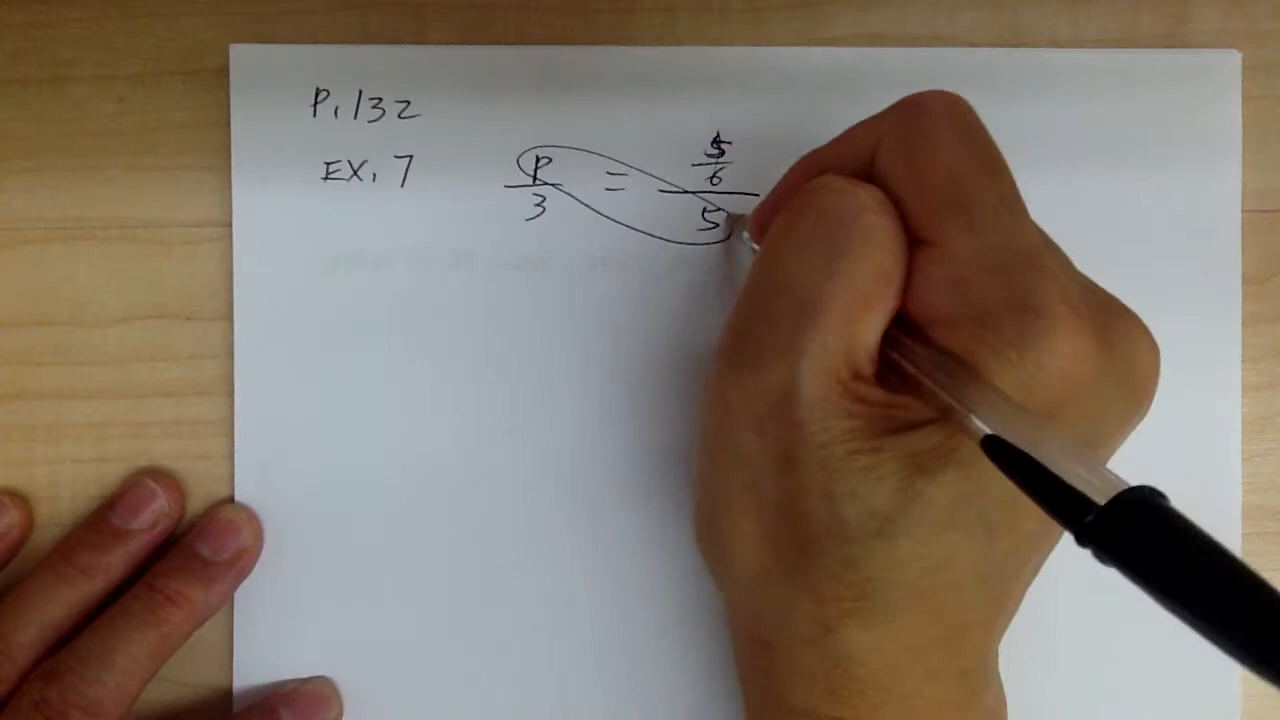 P. 132
EX. 7
p/3 = (5/6)/5